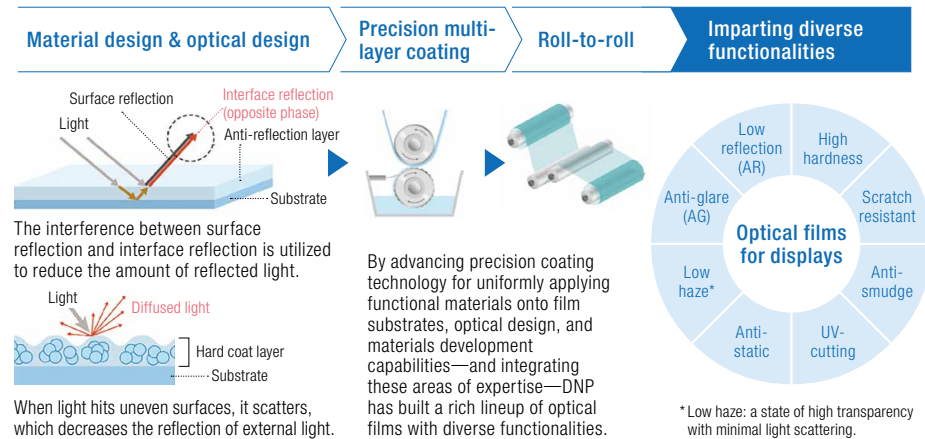 Material design & optical design
Precision multi-
layer coating
Roll-to-roll
Imparting diverse
functionalities
Surface reflection
Interface reflection
(opposite phase)
Light
Anti-reflection layer
Substrate
The interference between surface
reflection and interface reflection is utilized
to reduce the amount of reflected light.
Light
Diffused light
Hard coat layer
Substrate
When light hits uneven surfaces, it scatters,
which decreases the reflection of external light.
By advancing precision coating
technology for uniformly applying
functional materials onto film
substrates, optical design, and
materials development
capabilities—and integrating
these areas of expertise—DNP
has built a rich lineup of optical
films with diverse functionalities.
Optical films
for displays
Low
reflection
(AR)
High
hardness
Scratch
resistant
Anti-
smudge
UV-
cutting
Anti-
static
Low
haze*
Anti-glare
(AG)
* Low haze: a state of high transparency
with minimal light scattering.